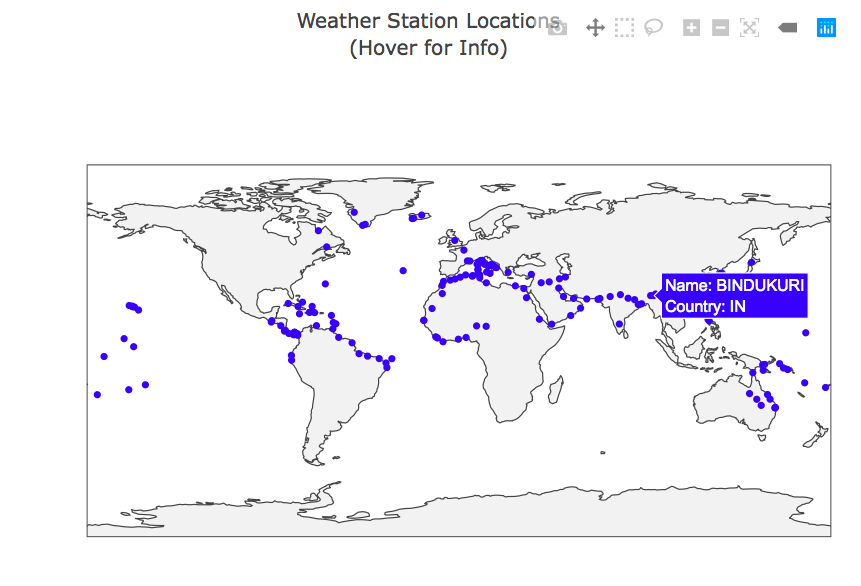 Weather Station Locations
(Hover for Info)
Name: BINDUKURI
Country: IN